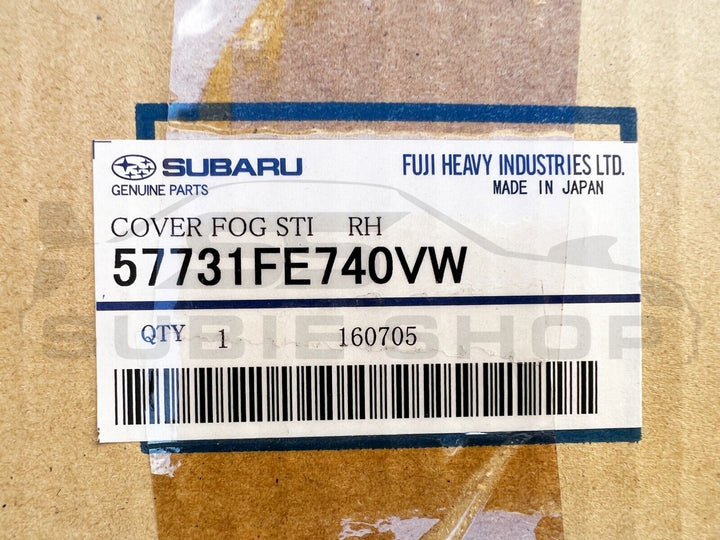 SUBARU FUJI HEAVY INDUSTRIES LTD.
GENUINE PARTS MADE IN JAPAN
COVER FOG STI RH
57731FE740VW
QTY 1 160705
SUBIE SHOP